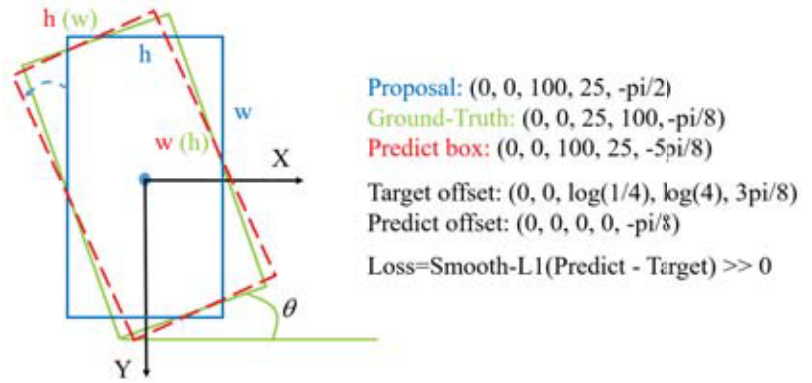 h (w)
h
w
w (h)
X
θ
Y
Proposal: (0, 0, 100, 25, -pi/2)
Ground-Truth: (0, 0, 25, 100, -pi/8)
Predict box: (0, 0, 100, 25, -5pi/8)
Target offset: (0, 0, log(1/4), log(4), 3pi/8)
Predict offset: (0, 0, 0, 0, -pi/8)
Loss=Smooth-L1(Predict - Target) >> 0